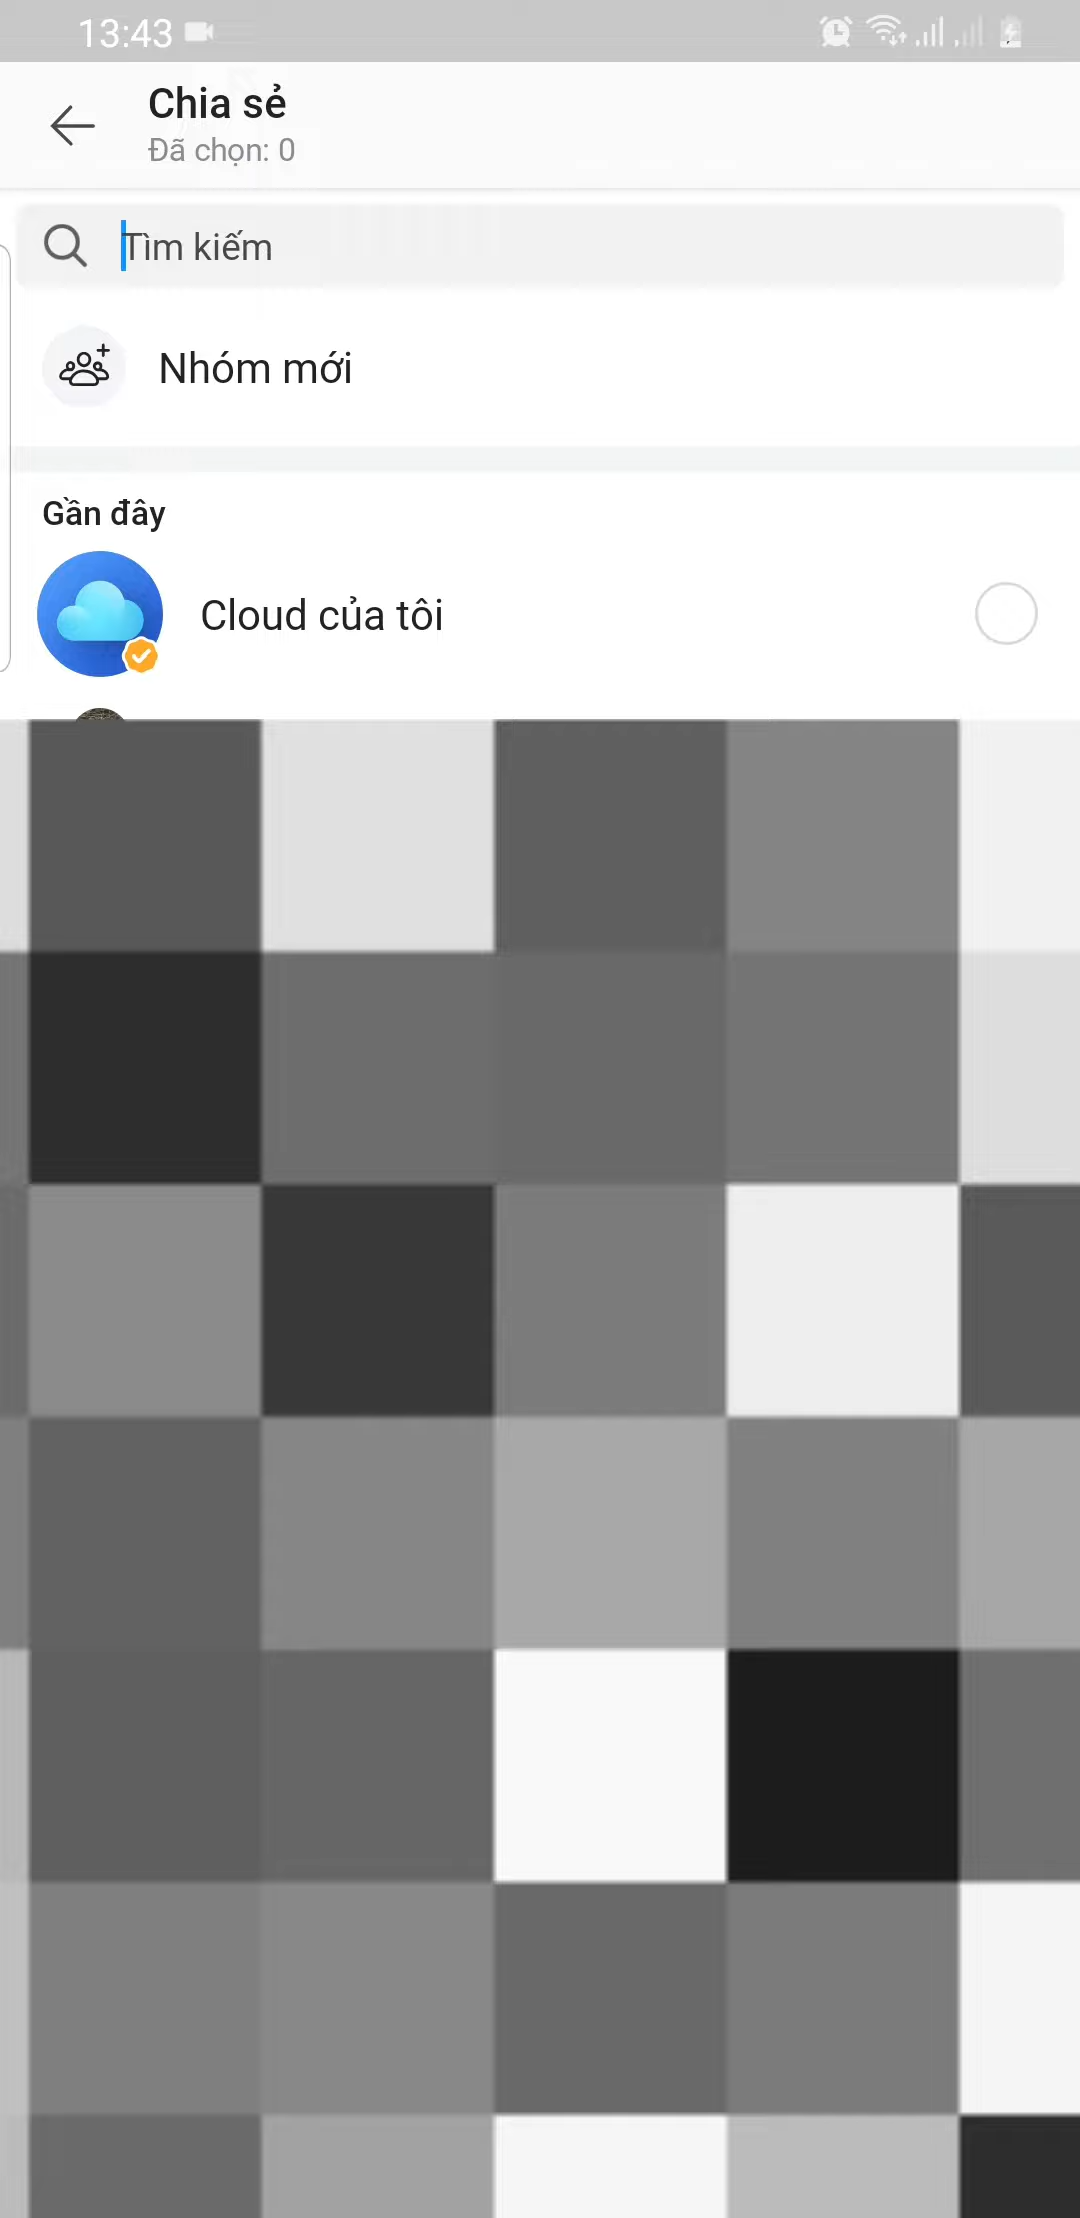 13:43
Chia sẻ
Đã chọn: 0
Tìm kiếm
Nhóm mới
Gần đây
Cloud của tôi